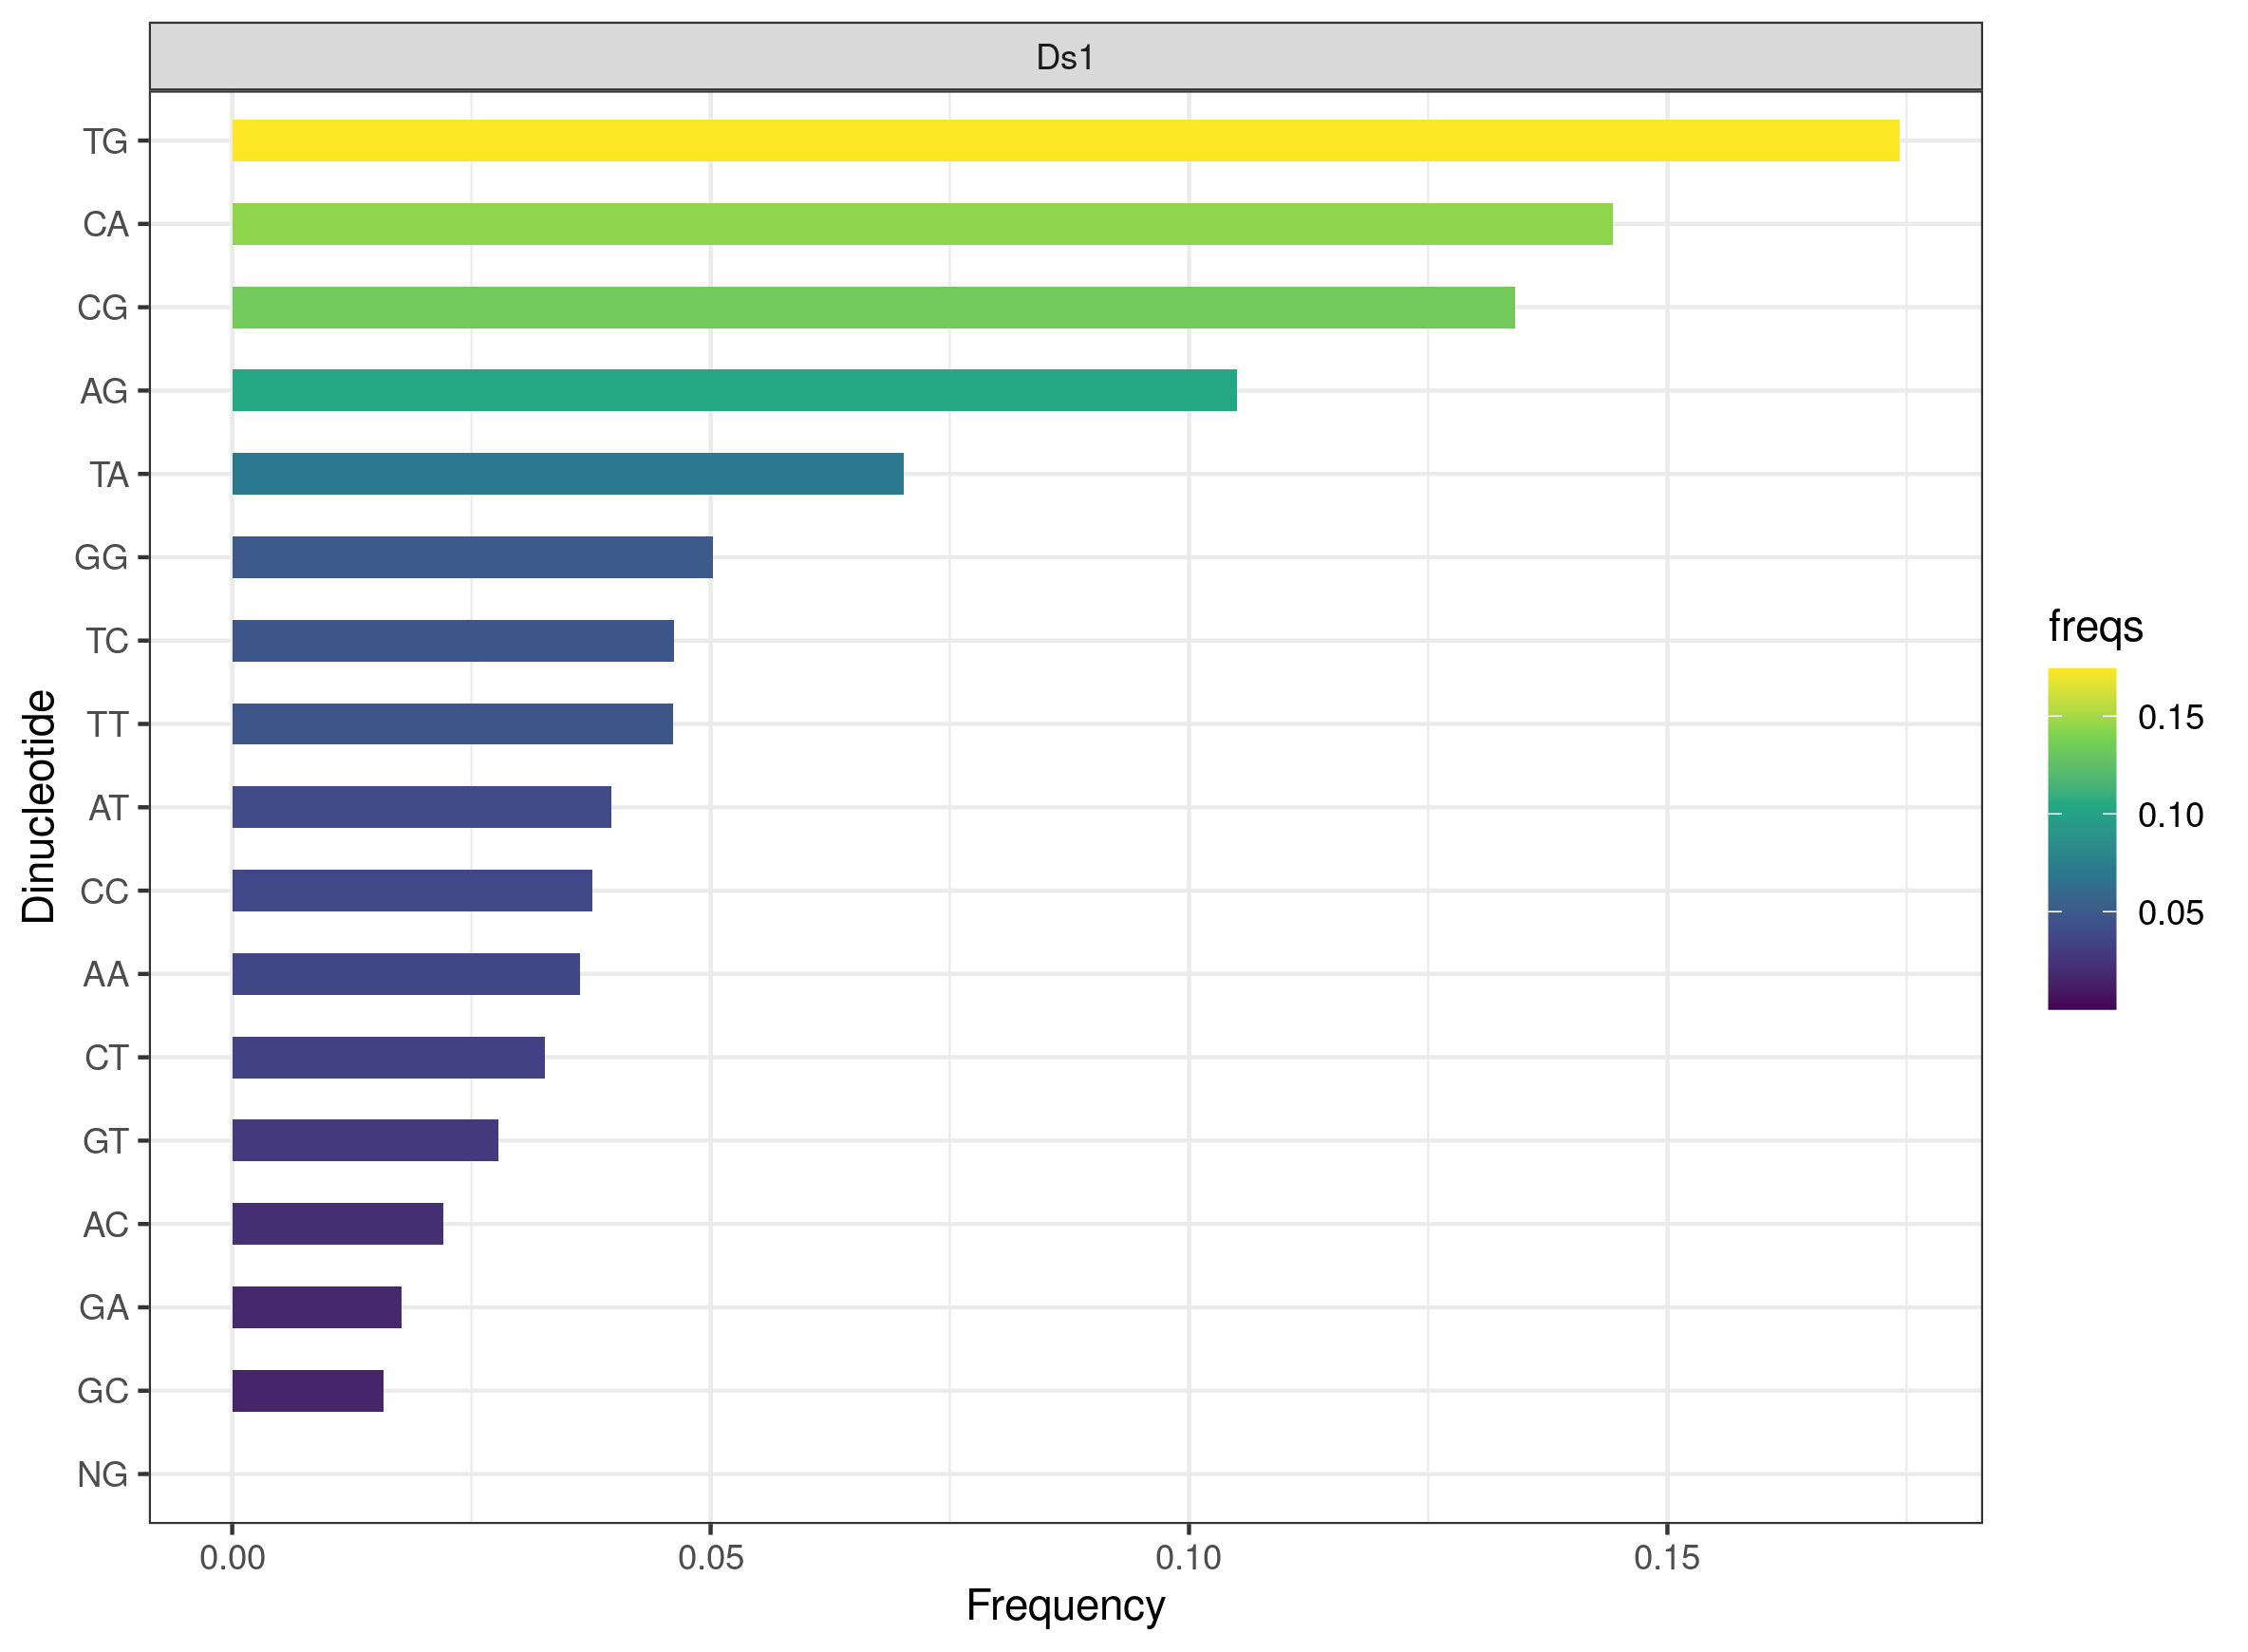 Ds1
TG
CA
CG
AG
TA
GG
TC
TT
AT
CC
AA
CT
GT
AC
GA
GC
NG
Dinucleotide
0.00 0.05 0.10 0.15
Frequency
freqs
0.15
0.10
0.05